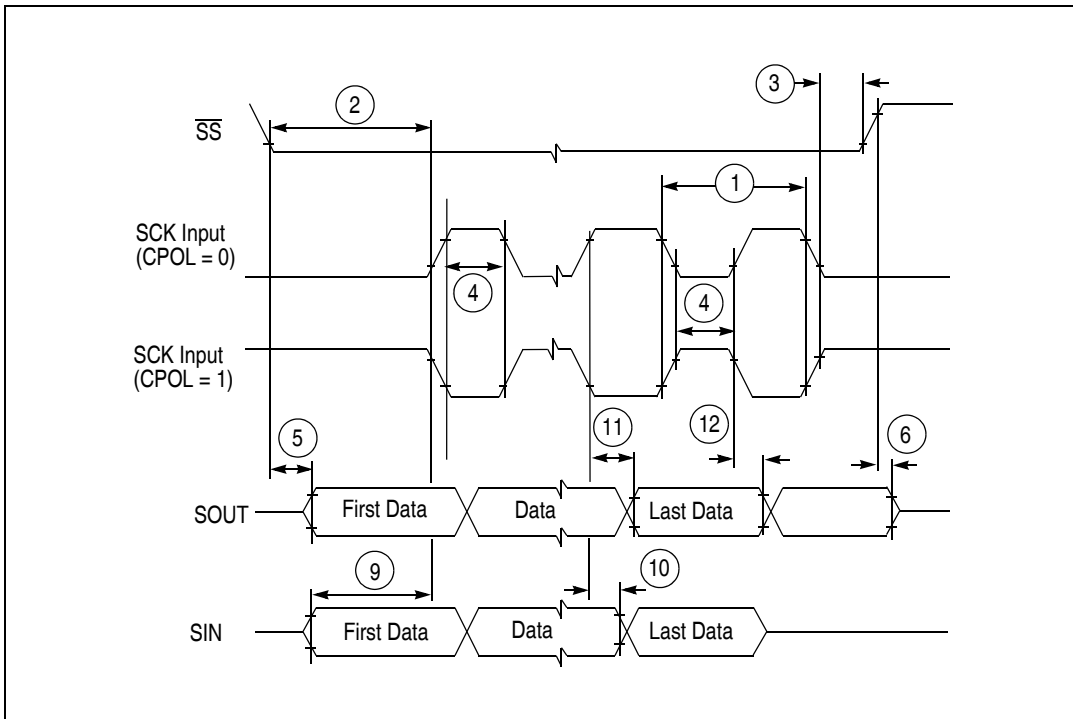 3
2
SS
1
SCK Input
(CPOL = 0)
4
4
SCK Input
(CPOL = 1)
11
12
5
6
SOUT
First Data
Data
Last Data
9
10
SIN
First Data
Data
Last Data